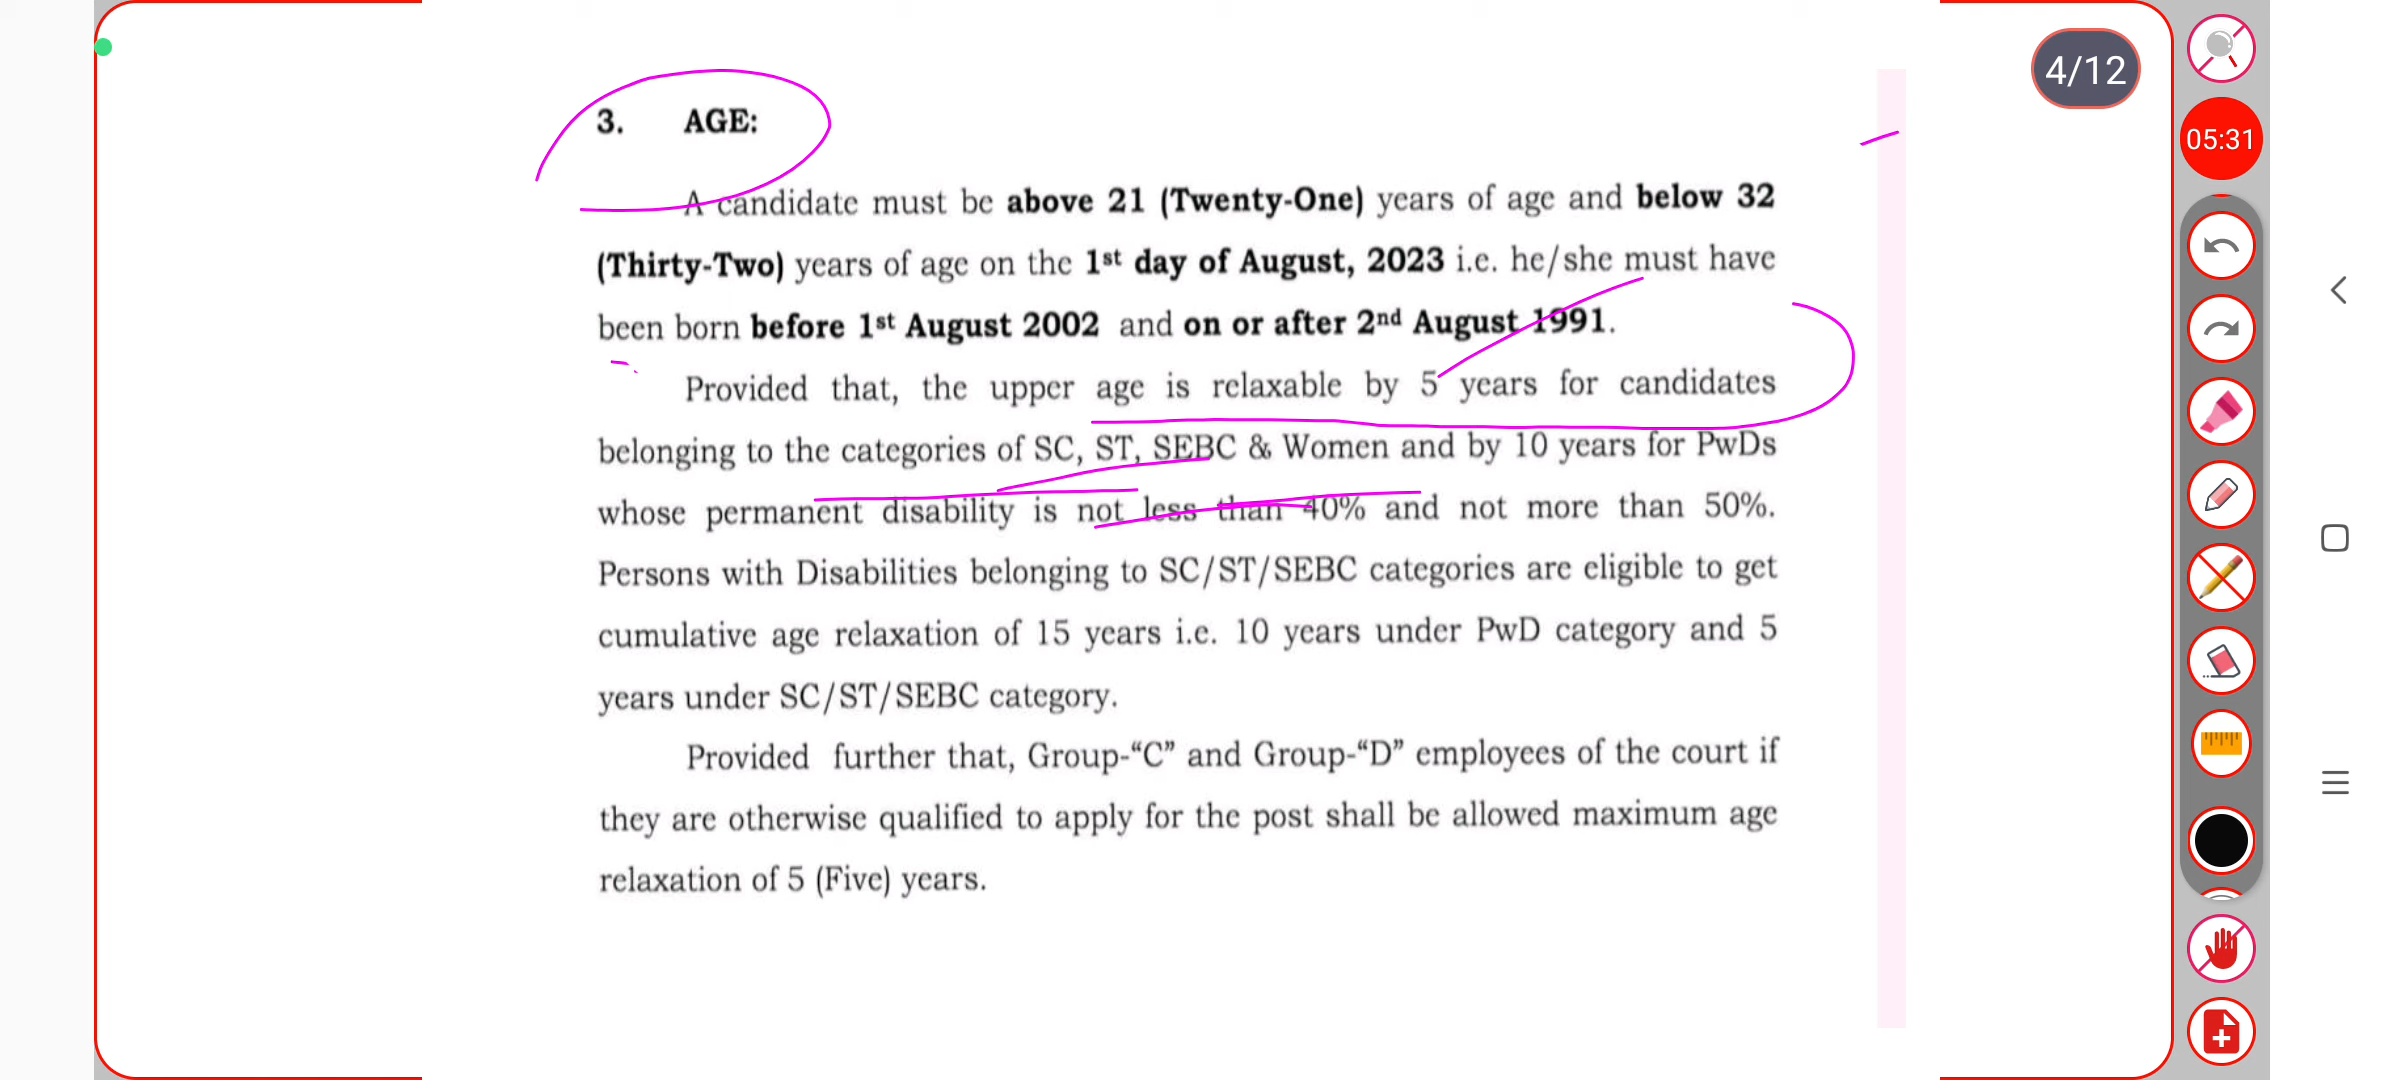 4/12
05:31
3. AGE:
A candidate must be above 21 (Twenty-One) years of age and below 32
(Thirty-Two) years of age on the 1st day of August, 2023 i.e. he/she must have
been born before 1st August 2002 and on or after 2nd August 1991.
Provided that, the upper age is relaxable by 5 years for candidates
belonging to the categories of SC, ST, SEBC & Women and by 10 years for PwDs
whose permanent disability is not less than 40% and not more than 50%.
Persons with Disabilities belonging to SC/ST/SEBC categories are eligible to get
cumulative age relaxation of 15 years i.e. 10 years under PwD category and 5
years under SC/ST/SEBC category.
Provided further that, Group-“C” and Group-“D” employees of the court if
they are otherwise qualified to apply for the post shall be allowed maximum age
relaxation of 5 (Five) years.